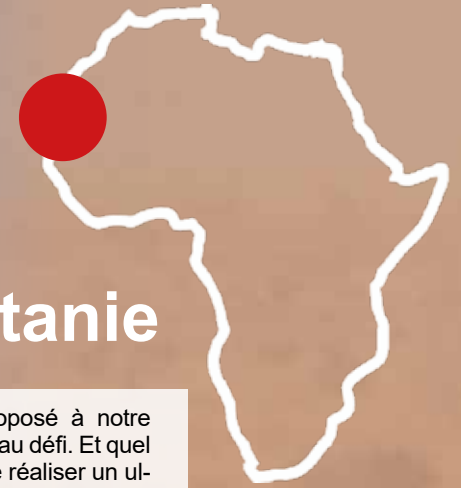 tanie
oposé à notre
au défi. Et quel
e réaliser un ul-